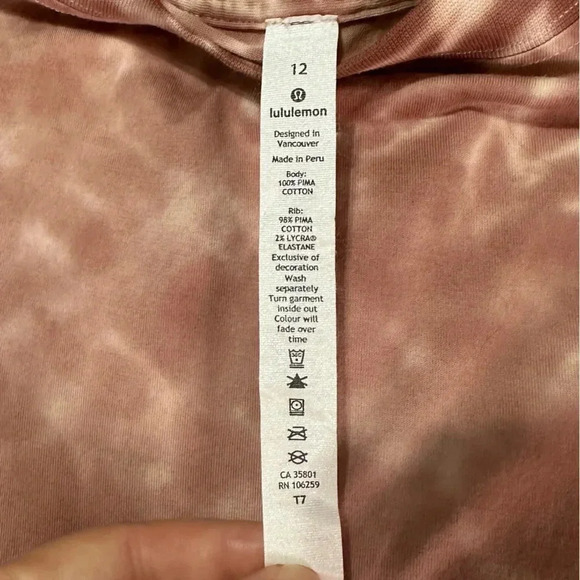 12
lululemon
Designed in
Vancouver
Made in Peru
Body:
100% PIMA
COTTON
Rib:
98% PIMA
COTTON
2% LYCRA®
ELASTANE
Exclusive of
decoration
Wash
separately
Turn garment
inside out
Colour will
fade over
time
CA 35801
RN 106259
T7